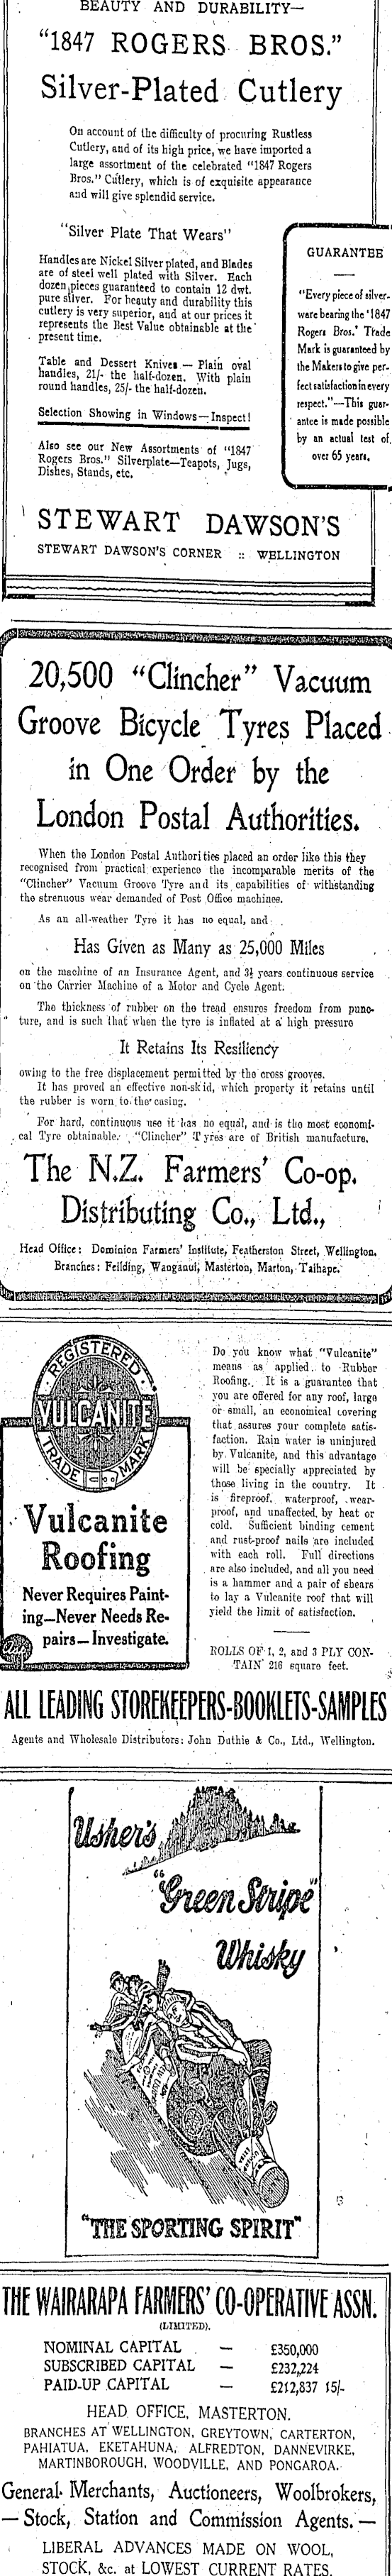 BEAUTY AND DURABILITY—
"1847 ROGERS BROS."
Silver-Plated Cutlery
On account of the difficulty of procuring Rustless
Cutlery, and of its high price, we have imported a
large assortment of the celebrated "1847 Rogers
Bros." Cutlery, which is of exquisite appearance
and will give splendid service.
"Silver Plate That Wears"
Handles are Nickel Silver plated, and Blades
are of steel well plated with Silver. Each
dozen pieces guaranteed to contain 12 dwt.
pure silver. For beauty and durability this
cutlery is very superior, and at our prices it
represents the Best Value obtainable at the
present time.
Table and Dessert Knives — Plain oval
handles, 21/- the half-dozen. With plain
round handles, 25/- the half-dozen.
Selection Showing in Windows—Inspect!
Also see our New Assortments of "1847
Rogers Bros." Silverplate—Teapots, Jugs,
Dishes, Stands, etc.
GUARANTEE
"Every piece of silver-
ware bearing the '1847
Rogers Bros.' Trade
Mark is guaranteed by
the Makers to give per-
fect satisfaction in every
respect."—This guar-
antee is made possible
by an actual test of
over 65 years.
STEWART DAWSON'S
STEWART DAWSON'S CORNER :: WELLINGTON
20,500 "Clincher" Vacuum
Groove Bicycle Tyres Placed
in One Order by the
London Postal Authorities.
When the London Postal Authorities placed an order like this they
recognised from practical experience the incomparable merits of the
"Clincher" Vacuum Groove Tyre and its capabilities of withstanding
the strenuous wear demanded of Post Office machines.
As an all-weather Tyre it has no equal, and
Has Given as Many as 25,000 Miles
on the machine of an Insurance Agent, and 3½ years continuous service
on the Carrier Machine of a Motor and Cycle Agent.
The thickness of rubber on the tread ensures freedom from punc-
ture, and is such that when the tyre is inflated at a high pressure
It Retains Its Resiliency
owing to the free displacement permitted by the cross grooves.
It has proved an effective non-skid, which property it retains until
the rubber is worn to the casing.
For hard, continuous use it has no equal, and is the most economi-
cal Tyre obtainable. "Clincher" Tyres are of British manufacture.
The N.Z. Farmers' Co-op.
Distributing Co., Ltd.,
Head Office: Dominion Farmers' Institute, Featherston Street, Wellington.
Branches: Feilding, Wanganui, Masterton, Marton, Taihape.
REGISTERED
VULCANITE
TRADE MARK
Vulcanite
Roofing
Never Requires Paint-
ing—Never Needs Re-
pairs—Investigate.
Do you know what "Vulcanite"
means as applied to Rubber
Roofing. It is a guarantee that
you are offered for any roof, large
or small, an economical covering
that assures your complete satis-
faction. Rain water is uninjured
by Vulcanite, and this advantage
will be specially appreciated by
those living in the country. It
is fireproof, waterproof, wear-
proof, and unaffected by heat or
cold. Sufficient binding cement
and rust-proof nails are included
with each roll. Full directions
are also included, and all you need
is a hammer and a pair of shears
to lay a Vulcanite roof that will
yield the limit of satisfaction.
ROLLS OF 1, 2, and 3 PLY CON-
TAIN 216 square feet.
ALL LEADING STOREKEEPERS-BOOKLETS-SAMPLES
Agents and Wholesale Distributors: John Duthie & Co., Ltd., Wellington.
Usher's
"Green Stripe"
Whisky
"THE SPORTING SPIRIT"
THE WAIRARAPA FARMERS' CO-OPERATIVE ASSN.
(LIMITED).
NOMINAL CAPITAL — £350,000
SUBSCRIBED CAPITAL — £232,224
PAID-UP CAPITAL — £212,837 15/-
HEAD OFFICE, MASTERTON.
BRANCHES AT WELLINGTON, GREYTOWN, CARTERTON,
PAHIATUA, EKETAHUNA, ALFREDTON, DANNEVIRKE,
MARTINBOROUGH, WOODVILLE, AND PONGAROA.
General Merchants, Auctioneers, Woolbrokers,
— Stock, Station and Commission Agents. —
LIBERAL ADVANCES MADE ON WOOL,
STOCK, &c. at LOWEST CURRENT RATES.